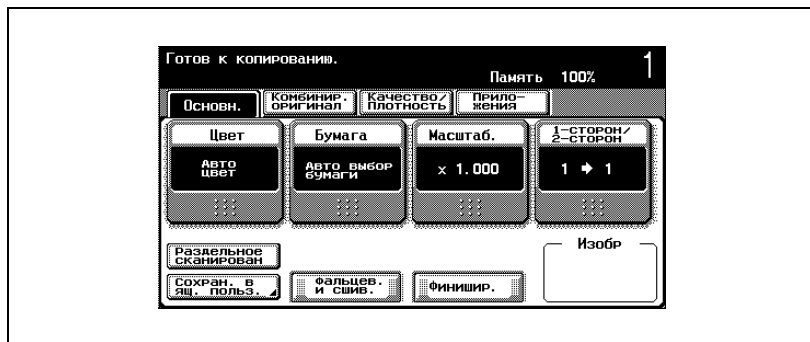 Готов к копированию.
Память 100%
1
Основн.
Комбинир.
оригинал
Качество/
плотность
Прило-
жения
Цвет
Бумага
Масштаб.
1-сторон/
2-сторон
Авто
цвет
Авто выбор
бумаги
x 1.000
1 ➔ 1
Раздельное
сканирован
Изобр
Сохран. в
ящ. польз.
Фальцев.
и сшив.
Финишир.